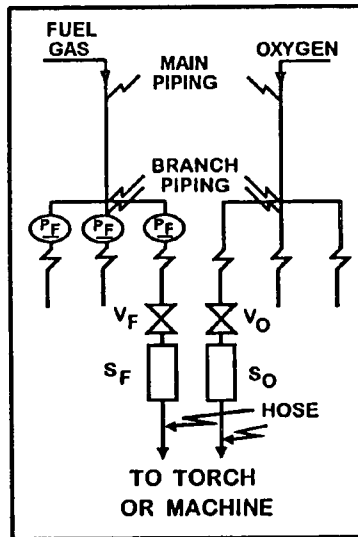 FUEL GAS
OXYGEN
MAIN PIPING
BRANCH PIPING
PF PF PF
VF VO
SF SO
HOSE
TO TORCH
OR MACHINE